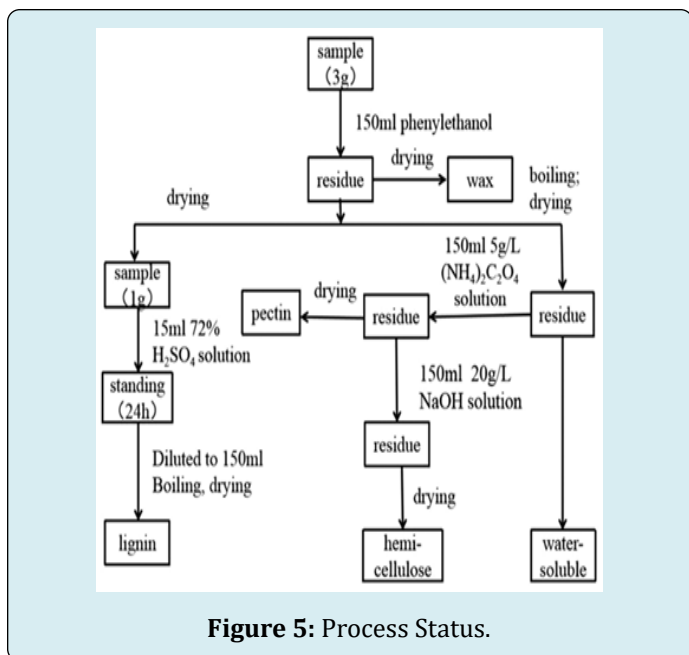 sample
(3g)
150ml phenylethanol
drying
residue
wax
boiling;
drying
drying
sample
(1g)
150ml 5g/L
(NH₄)₂C₂O₄
solution
drying
pectin
residue
residue
15ml 72%
H₂SO₄ solution
standing
(24h)
150ml 20g/L
NaOH solution
residue
Diluted to 150ml
Boiling, drying
drying
lignin
hemi-
cellulose
water-
soluble
Figure 5: Process Status.